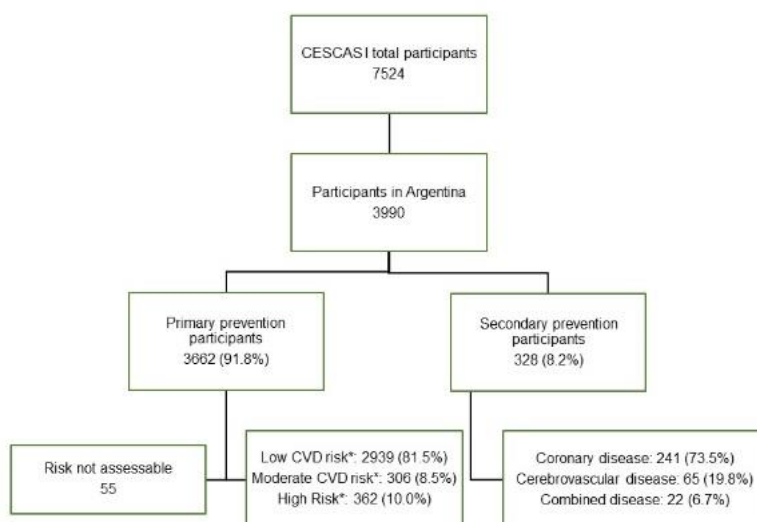 CESCAS I total participants
7524
Participants in Argentina
3990
Primary prevention
participants
3662 (91.8%)
Secondary prevention
participants
328 (8.2%)
Risk not assessable
55
Low CVD risk*: 2939 (81.5%)
Moderate CVD risk*: 306 (8.5%)
High Risk*: 362 (10.0%)
Coronary disease: 241 (73.5%)
Cerebrovascular disease: 65 (19.8%)
Combined disease: 22 (6.7%)